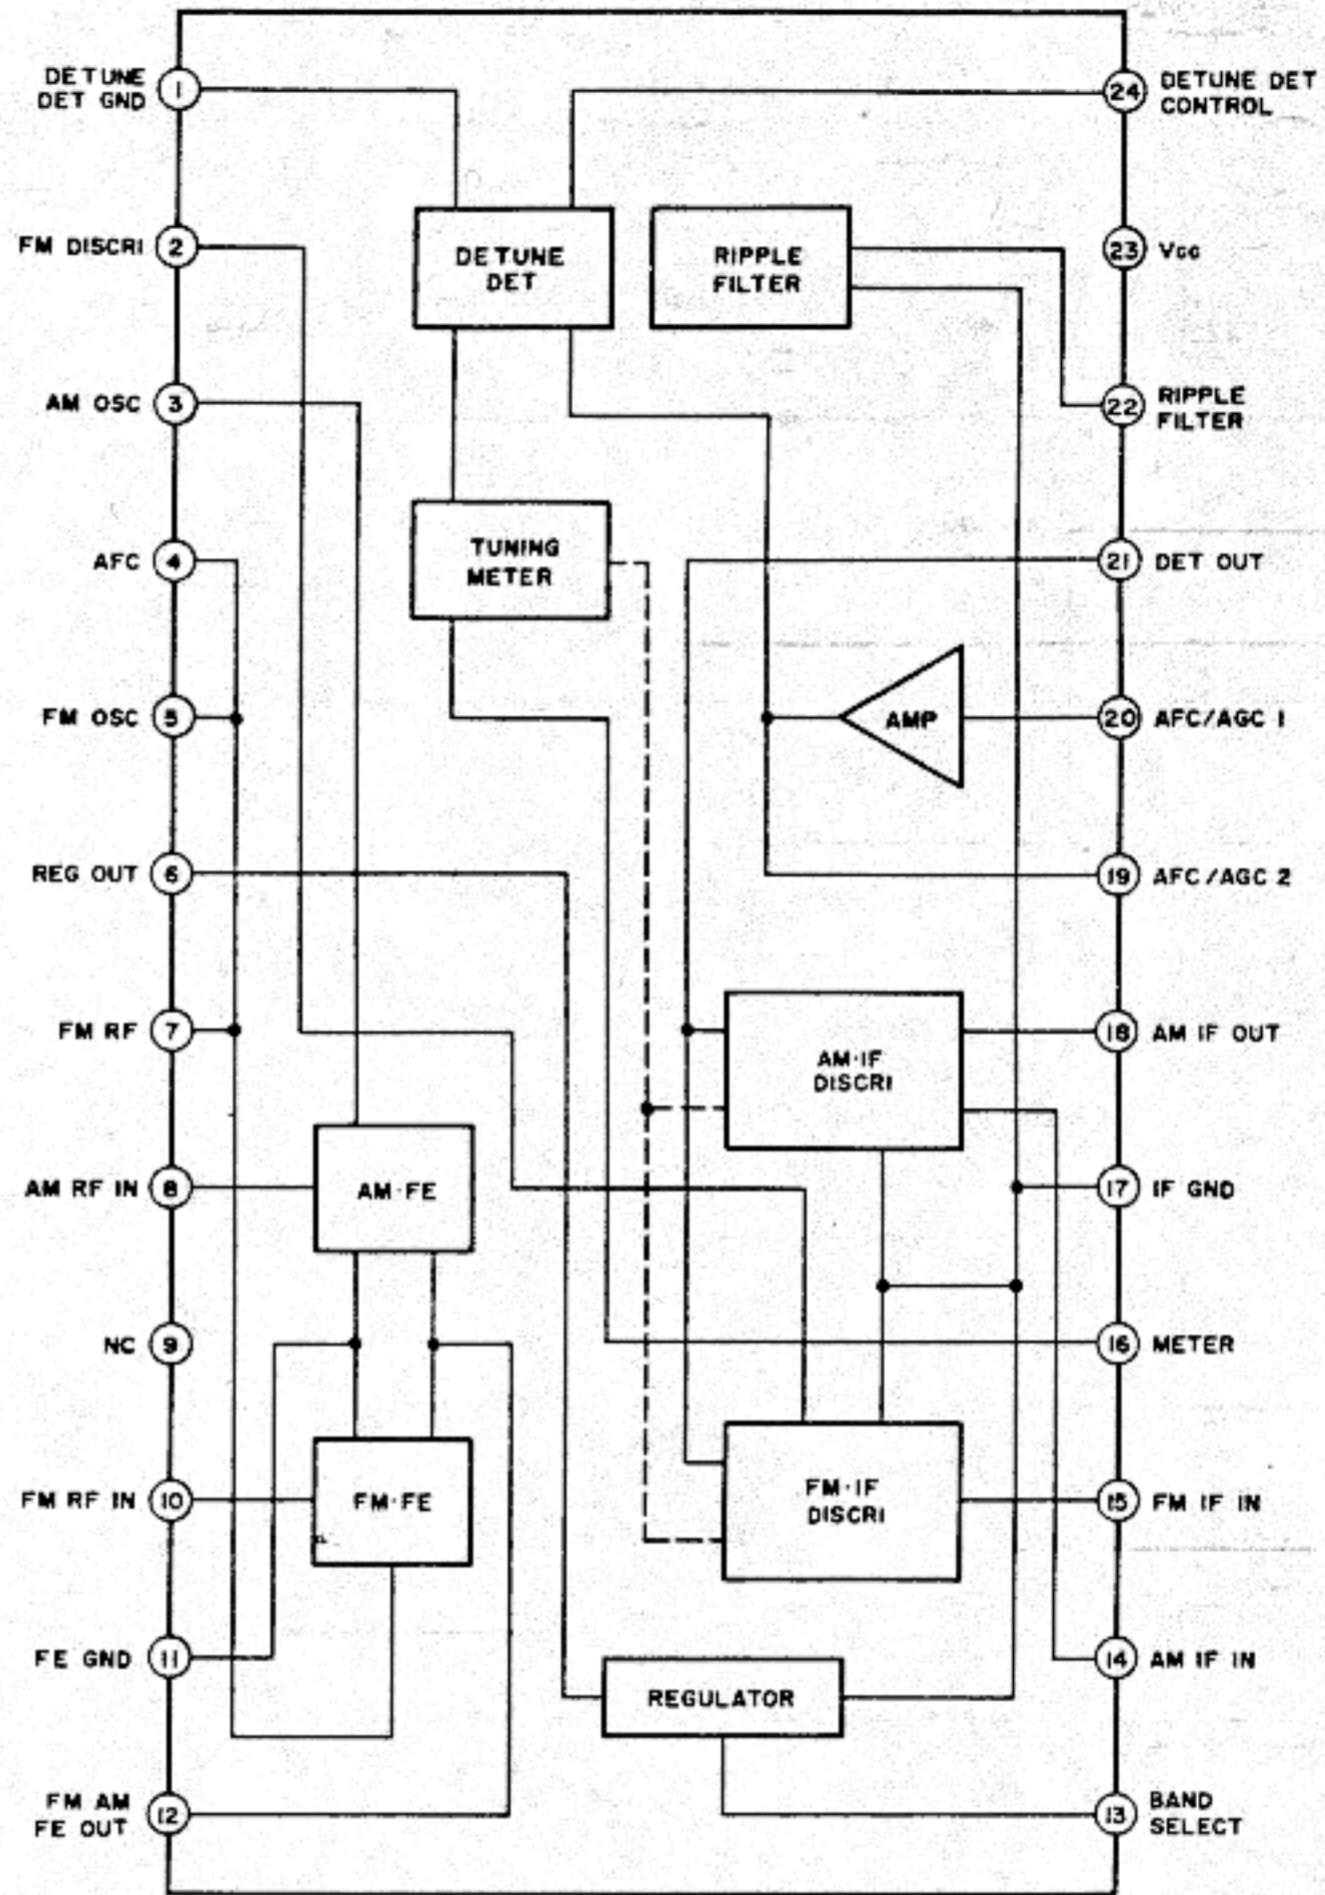 DETUNE
DET GND
1
24
DETUNE DET
CONTROL
FM DISCRI
2
DETUNE
DET
RIPPLE
FILTER
23
Vcc
AM OSC
3
22
RIPPLE
FILTER
AFC
4
TUNING
METER
21
DET OUT
FM OSC
5
AMP
20
AFC/AGC 1
REG OUT
6
19
AFC/AGC 2
FM RF
7
AM·IF
DISCRI
18
AM IF OUT
AM RF IN
8
AM·FE
17
IF GND
NC
9
16
METER
FM RF IN
10
FM·FE
FM·IF
DISCRI
15
FM IF IN
FE GND
11
REGULATOR
14
AM IF IN
FM AM
FE OUT
12
13
BAND
SELECT